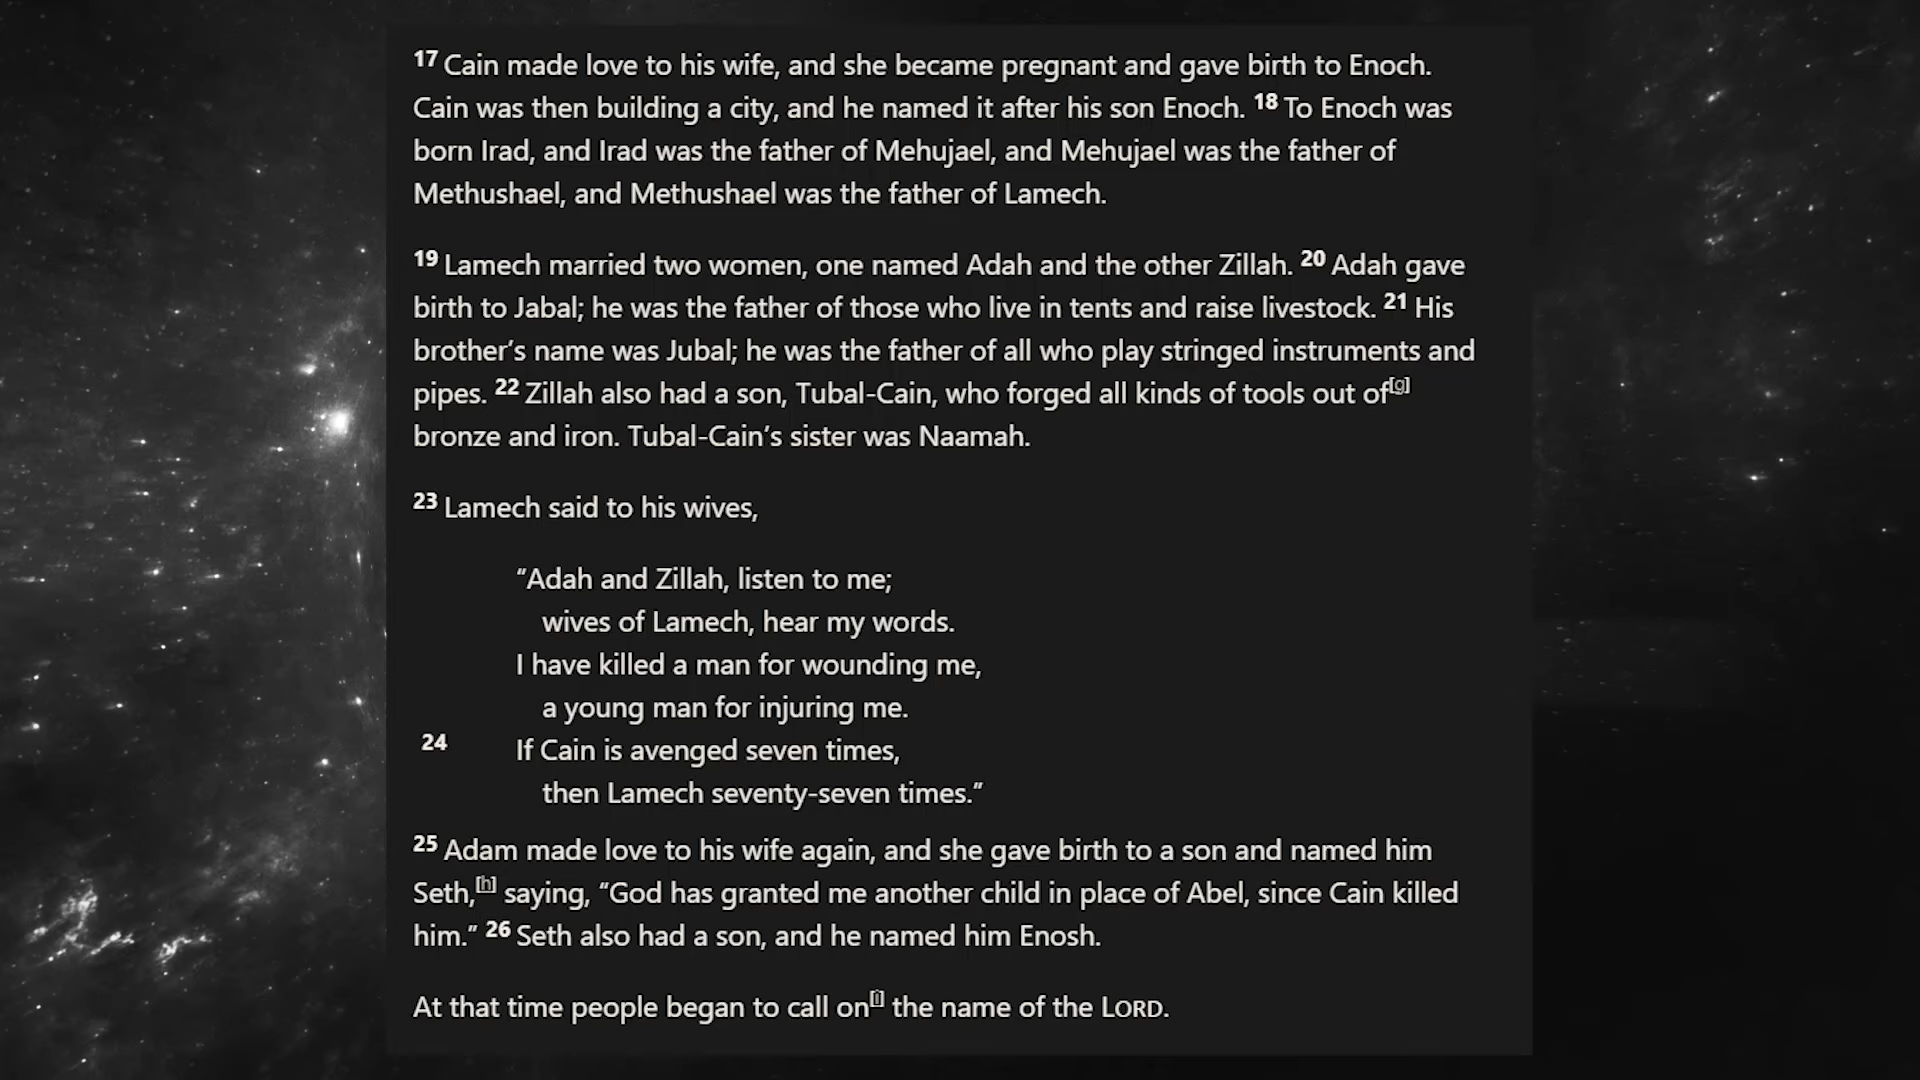 17 Cain made love to his wife, and she became pregnant and gave birth to Enoch.
Cain was then building a city, and he named it after his son Enoch. 18 To Enoch was
born Irad, and Irad was the father of Mehujael, and Mehujael was the father of
Methushael, and Methushael was the father of Lamech.
19 Lamech married two women, one named Adah and the other Zillah. 20 Adah gave
birth to Jabal; he was the father of those who live in tents and raise livestock. 21 His
brother’s name was Jubal; he was the father of all who play stringed instruments and
pipes. 22 Zillah also had a son, Tubal-Cain, who forged all kinds of tools out of[g]
bronze and iron. Tubal-Cain’s sister was Naamah.
23 Lamech said to his wives,
“Adah and Zillah, listen to me;
wives of Lamech, hear my words.
I have killed a man for wounding me,
a young man for injuring me.
24 If Cain is avenged seven times,
then Lamech seventy-seven times.”
25 Adam made love to his wife again, and she gave birth to a son and named him
Seth,[h] saying, “God has granted me another child in place of Abel, since Cain killed
him.” 26 Seth also had a son, and he named him Enosh.
At that time people began to call on[i] the name of the LORD.